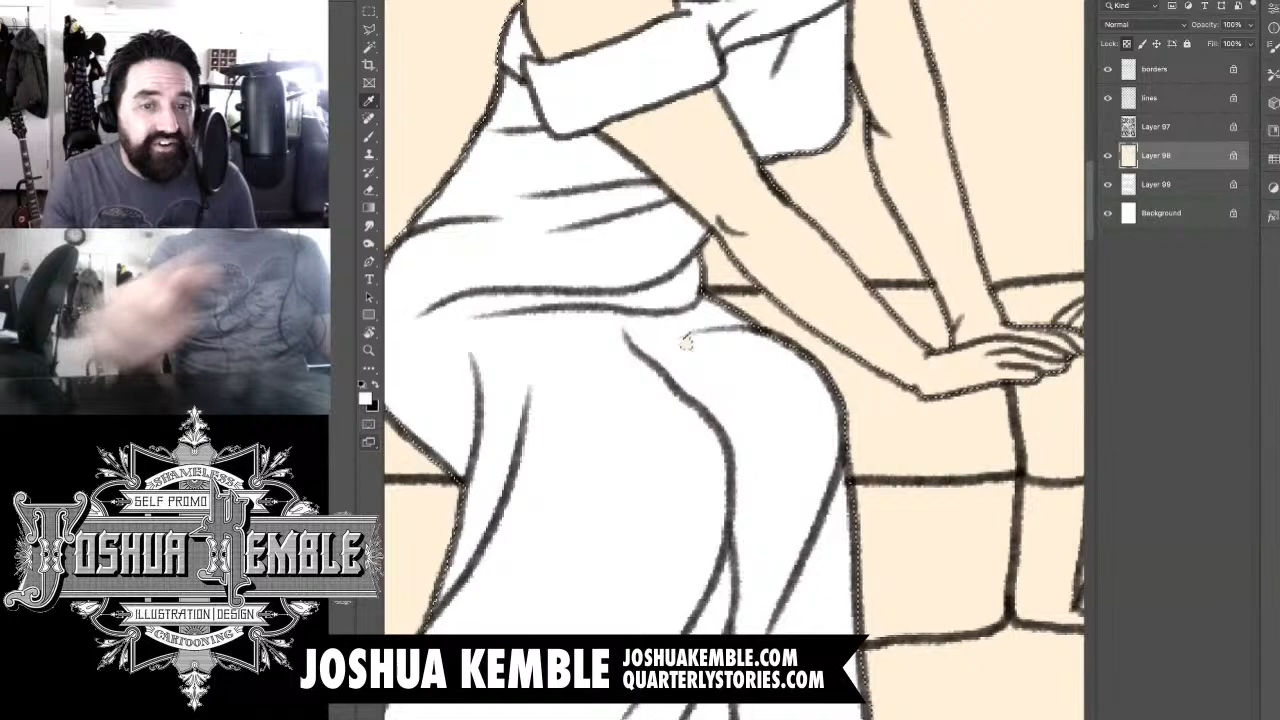 Kind
Normal
Opacity: 100%
Lock:
Fill: 100%
borders
lines
Layer 97
Layer 98
Layer 99
Background
SHAMELESS
SELF PROMO
JOSHUA KEMBLE
ILLUSTRATION|DESIGN
CARTOONING
JOSHUA KEMBLE
JOSHUAKEMBLE.COM
QUARTERLYSTORIES.COM